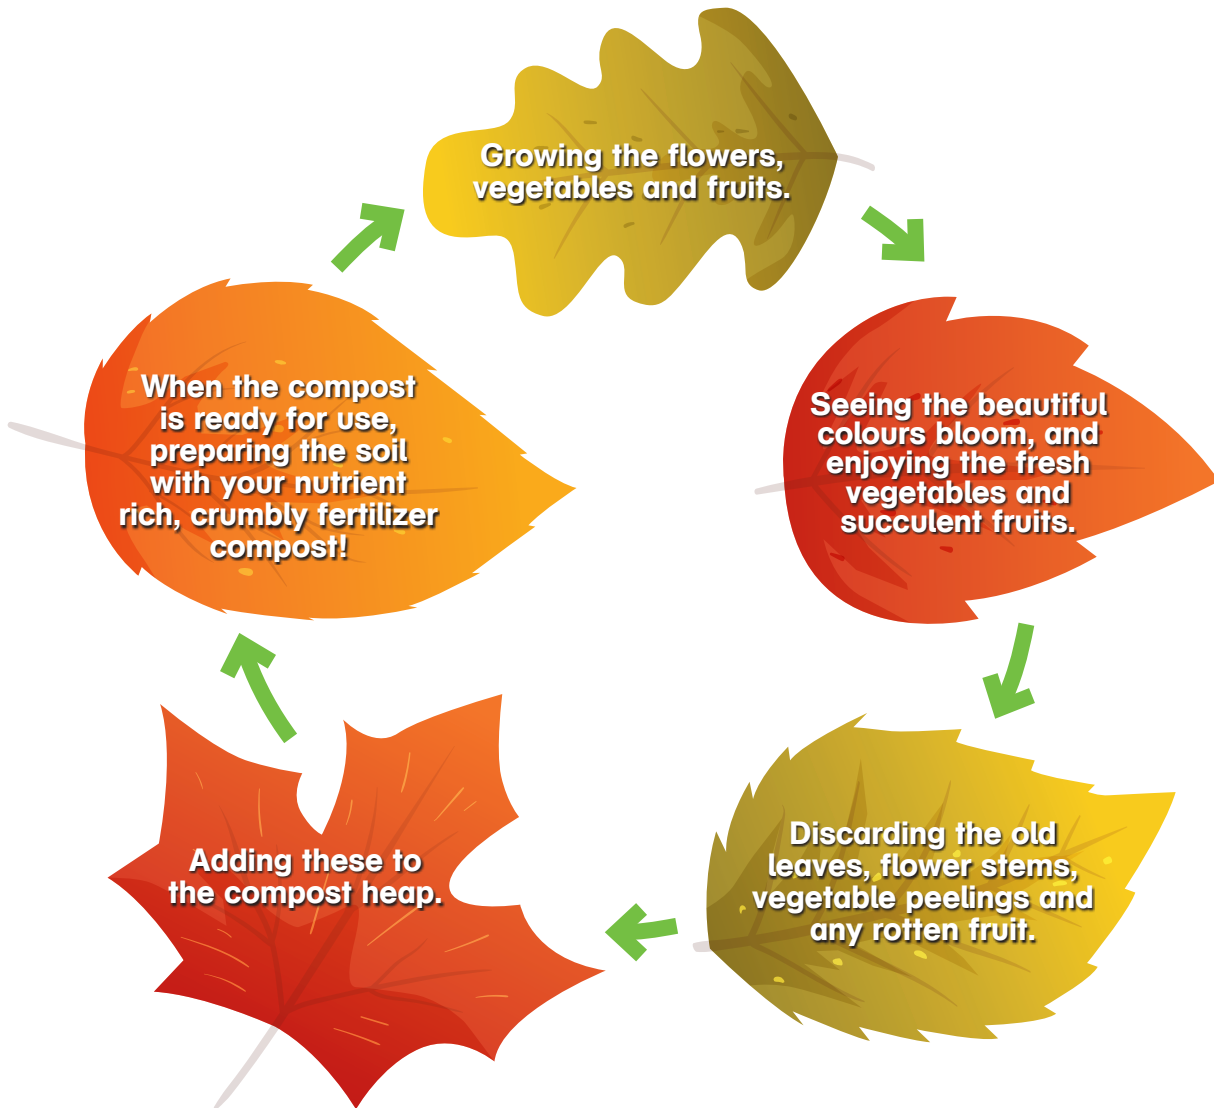 Growing the flowers,
vegetables and fruits.
Seeing the beautiful
colours bloom, and
enjoying the fresh
vegetables and
succulent fruits.
Discarding the old
leaves, flower stems,
vegetable peelings and
any rotten fruit.
Adding these to
the compost heap.
When the compost
is ready for use,
preparing the soil
with your nutrient
rich, crumbly fertilizer
compost!